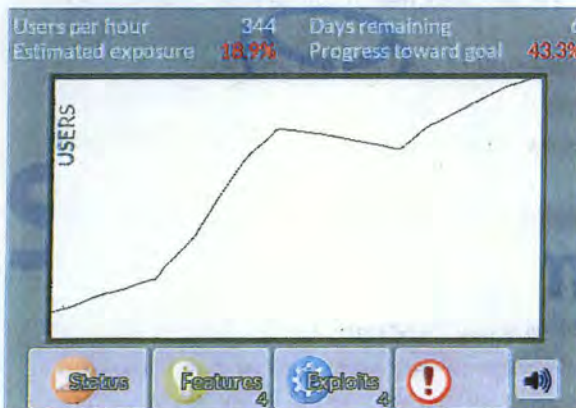 Users per hour 344 Days remaining 6
Estimated exposure 18.9% Progress toward goal 43.3%
USERS
Status
Features
4
Exploits
4